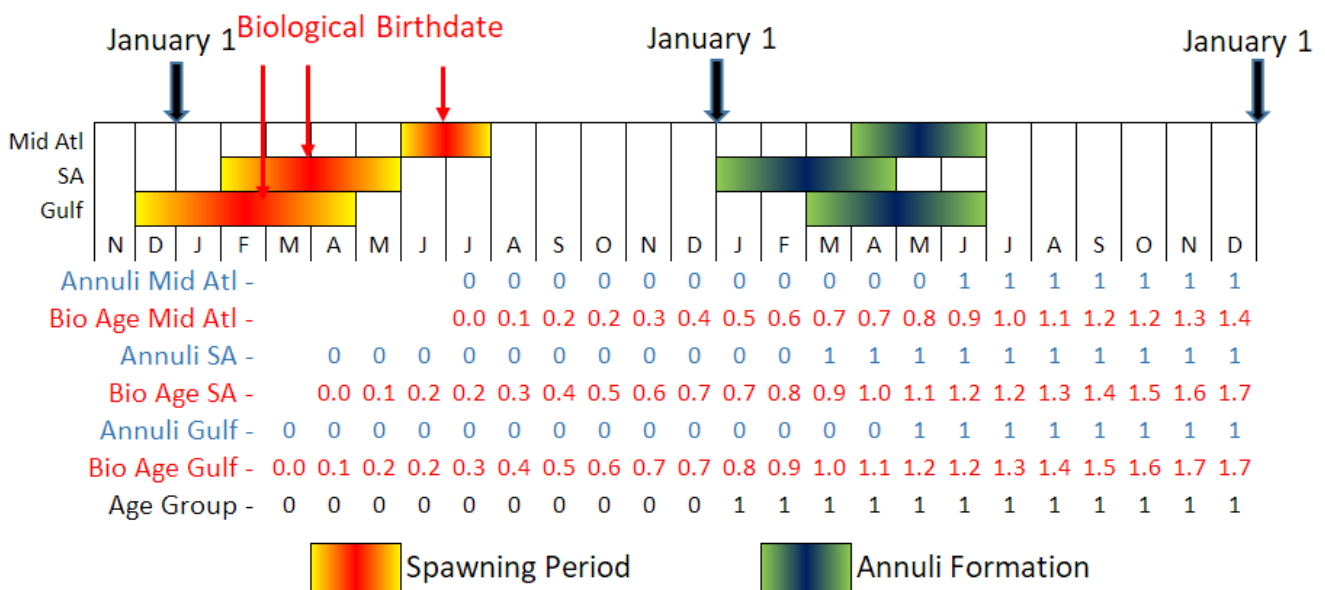 January 1 Biological Birthdate January 1 January 1
Mid Atl
SA
Gulf
N D J F M A M J J A S O N D J F M A M J J A S O N D
Annuli Mid Atl - 0 0 0 0 0 0 0 0 0 0 0 1 1 1 1 1 1 1
Bio Age Mid Atl - 0.0 0.1 0.2 0.2 0.3 0.4 0.5 0.6 0.7 0.7 0.8 0.9 1.0 1.1 1.2 1.2 1.3 1.4
Annuli SA - 0 0 0 0 0 0 0 0 0 0 0 1 1 1 1 1 1 1 1 1 1
Bio Age SA - 0.0 0.1 0.2 0.2 0.3 0.4 0.5 0.6 0.7 0.7 0.8 0.9 1.0 1.1 1.2 1.2 1.3 1.4 1.5 1.6 1.7
Annuli Gulf - 0 0 0 0 0 0 0 0 0 0 0 0 0 0 1 1 1 1 1 1 1 1
Bio Age Gulf - 0.0 0.1 0.2 0.2 0.3 0.4 0.5 0.6 0.7 0.7 0.8 0.9 1.0 1.1 1.2 1.2 1.3 1.4 1.5 1.6 1.7 1.7
Age Group - 0 0 0 0 0 0 0 0 0 0 1 1 1 1 1 1 1 1 1 1 1 1
Spawning Period Annuli Formation